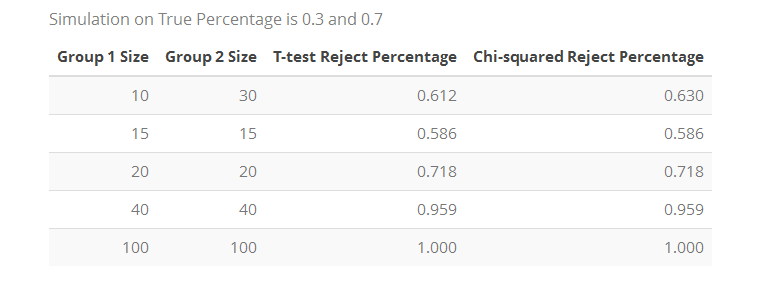 Simulation on True Percentage is 0.3 and 0.7
Group 1 Size Group 2 Size T-test Reject Percentage Chi-squared Reject Percentage
10 30 0.612 0.630
15 15 0.586 0.586
20 20 0.718 0.718
40 40 0.959 0.959
100 100 1.000 1.000